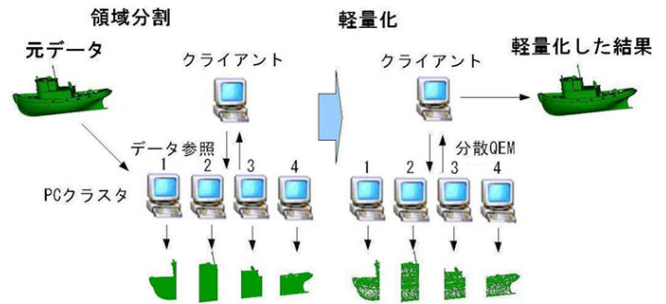 領域分割
軽量化
元データ
クライアント
クライアント
軽量化した結果
データ参照
分散QEM
1 2 3 4
1 2 3 4
PCクラスタ